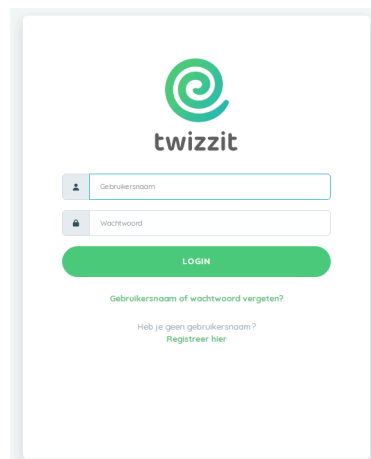 twizzit
Gebruikersnaam
Wachtwoord
LOGIN
Gebruikersnaam of wachtwoord vergeten?
Heb je geen gebruikersnaam?
Registreer hier